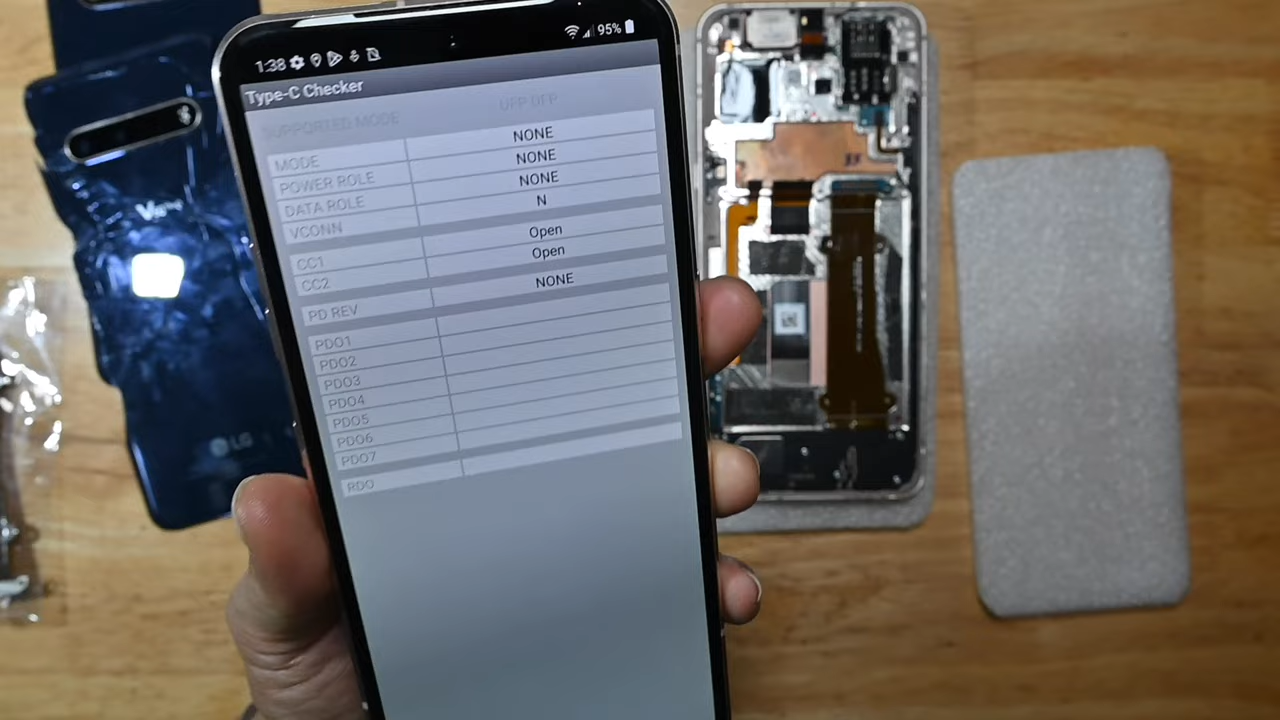 1:38
95%
Type-C Checker
SUPPORTED MODE UFP DFP
MODE NONE
POWER ROLE NONE
DATA ROLE NONE
VCONN N
CC1 Open
CC2 Open
PD REV NONE
PDO1
PDO2
PDO3
PDO4
PDO5
PDO6
PDO7
RDO
LG